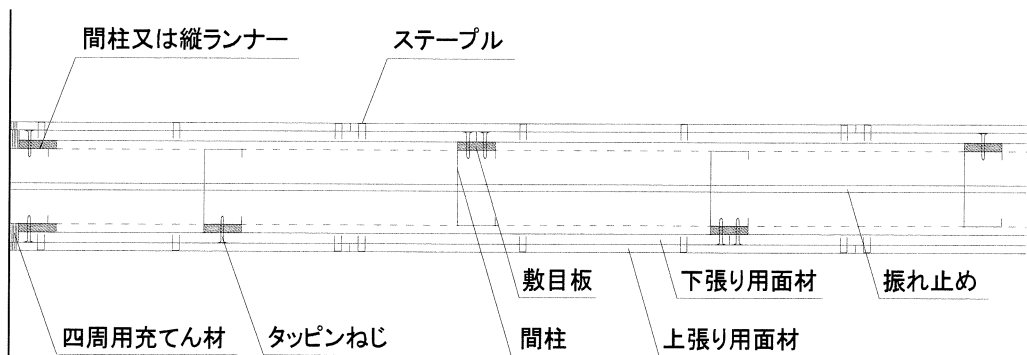 間柱又は縦ランナー
ステープル
敷目板
下張り用面材
振れ止め
四周用充てん材
タッピンねじ
間柱
上張り用面材